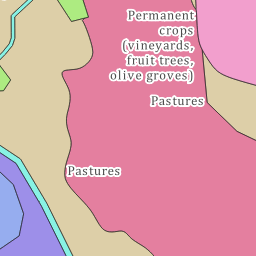 Permanent
crops
(vineyards,
fruit trees,
olive groves)
Pastures
Pastures